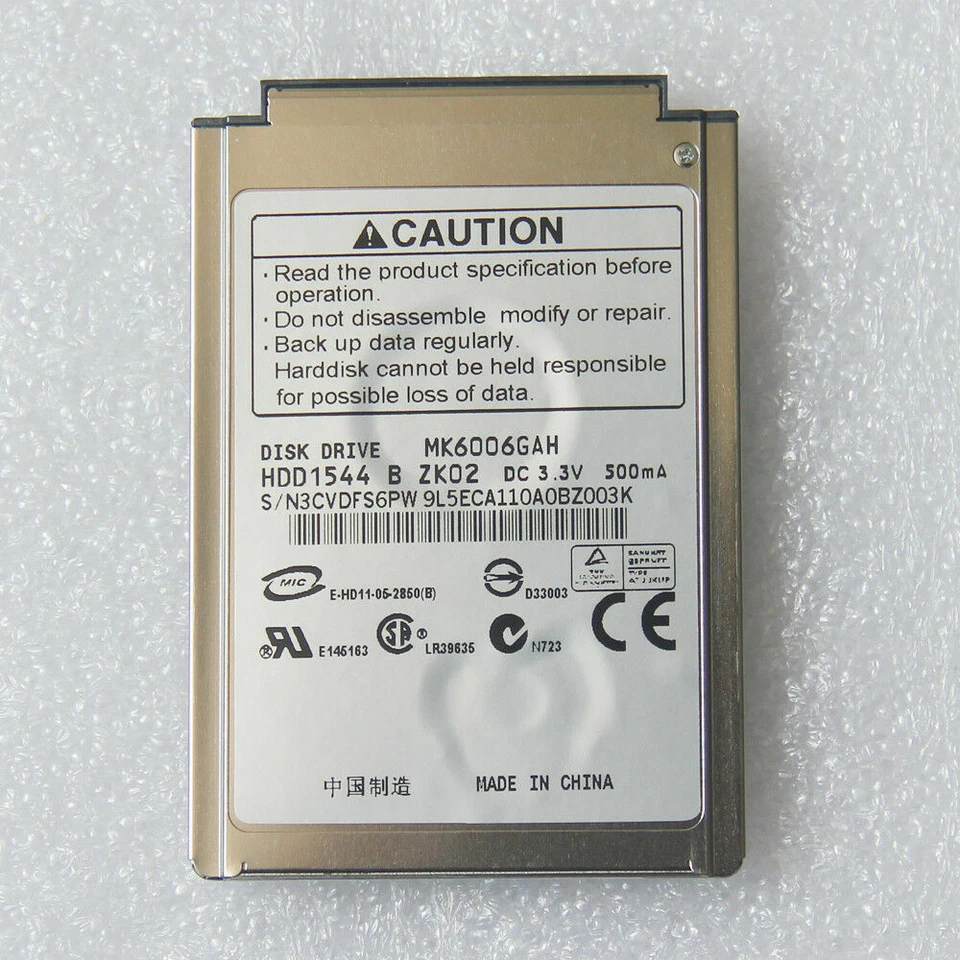 CAUTION
· Read the product specification before
operation.
· Do not disassemble modify or repair.
· Back up data regularly.
Harddisk cannot be held responsible
for possible loss of data.
DISK DRIVE MK6006GAH
HDD1544 B ZK02 DC 3.3V 500mA
S/N3CVDFS6PW 9L5ECA110A0BZ003K
MIC E-HD11-05-2850(B) D33003
E145163 ® LR39635 N723 CE
中国制造 MADE IN CHINA